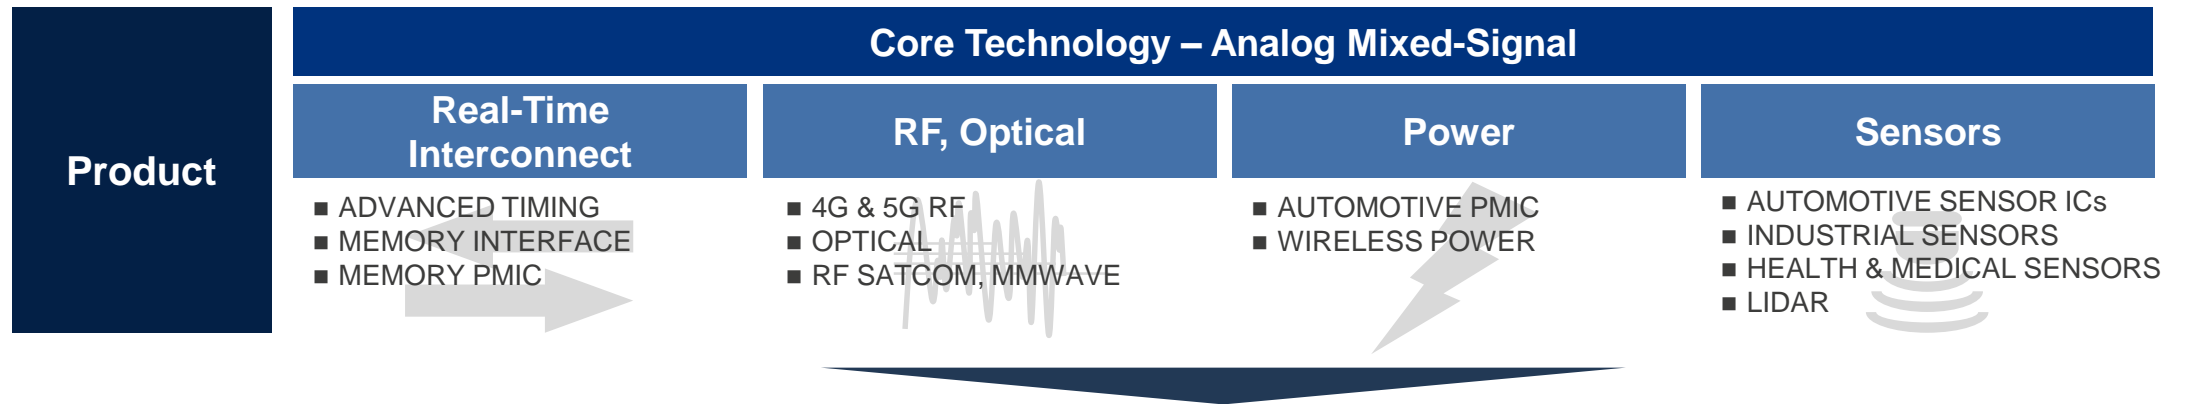 Product
Core Technology – Analog Mixed-Signal
Real-Time
Interconnect
■ ADVANCED TIMING
■ MEMORY INTERFACE
■ MEMORY PMIC
RF, Optical
■ 4G & 5G RF
■ OPTICAL
■ RF SATCOM, MMWAVE
Power
■ AUTOMOTIVE PMIC
■ WIRELESS POWER
Sensors
■ AUTOMOTIVE SENSOR ICs
■ INDUSTRIAL SENSORS
■ HEALTH & MEDICAL SENSORS
■ LIDAR